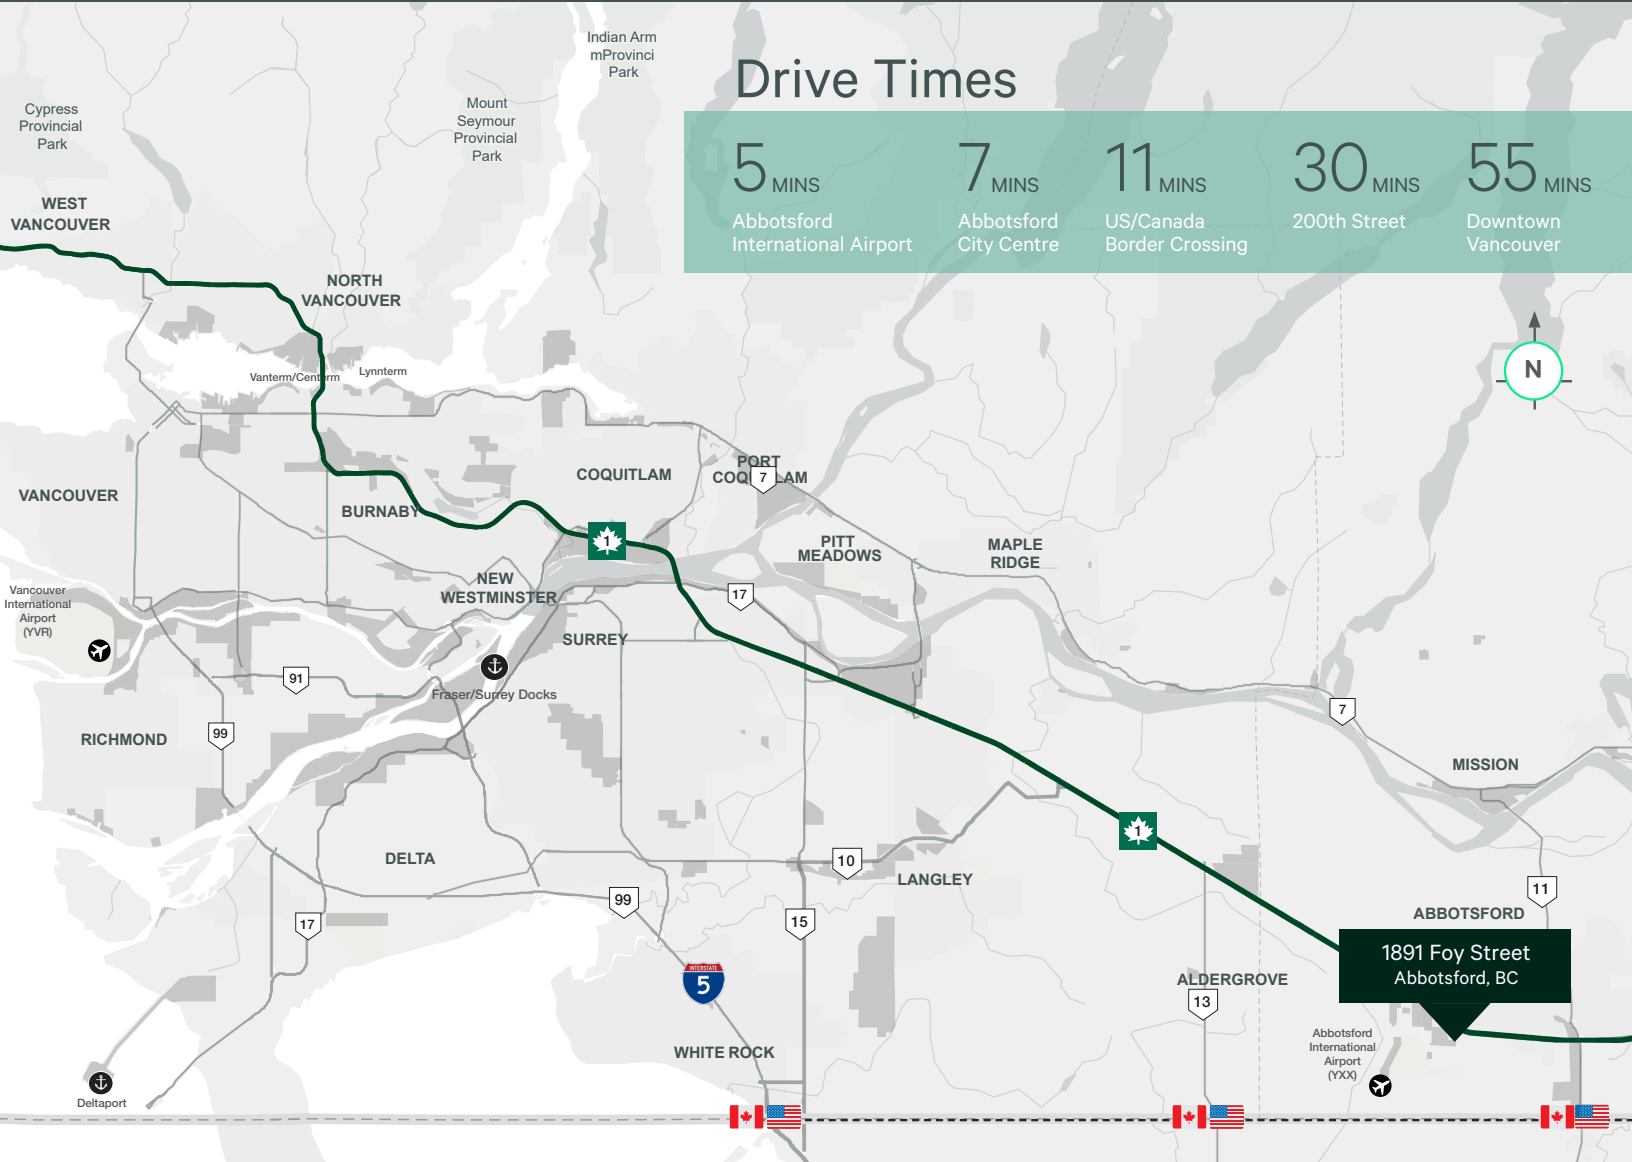 Indian Arm
mProvinci
Park
Drive Times
Cypress
Provincial
Park
Mount
Seymour
Provincial
Park
5 MINS
Abbotsford
International Airport
7 MINS
Abbotsford
City Centre
11 MINS
US/Canada
Border Crossing
30 MINS
200th Street
55 MINS
Downtown
Vancouver
WEST
VANCOUVER
NORTH
VANCOUVER
N
Vanterm/Centerm
Lynnterm
VANCOUVER
BURNABY
COQUITLAM
PORT
COQUITLAM
7
1
PITT
MEADOWS
MAPLE
RIDGE
NEW
WESTMINSTER
17
Vancouver
International
Airport
(YVR)
SURREY
91
Fraser/Surrey Docks
RICHMOND
99
7
MISSION
1
DELTA
10
LANGLEY
99
15
17
11
ABBOTSFORD
1891 Foy Street
Abbotsford, BC
INTERSTATE
5
ALDERGROVE
13
Abbotsford
International
Airport
(YXX)
WHITE ROCK
Deltaport